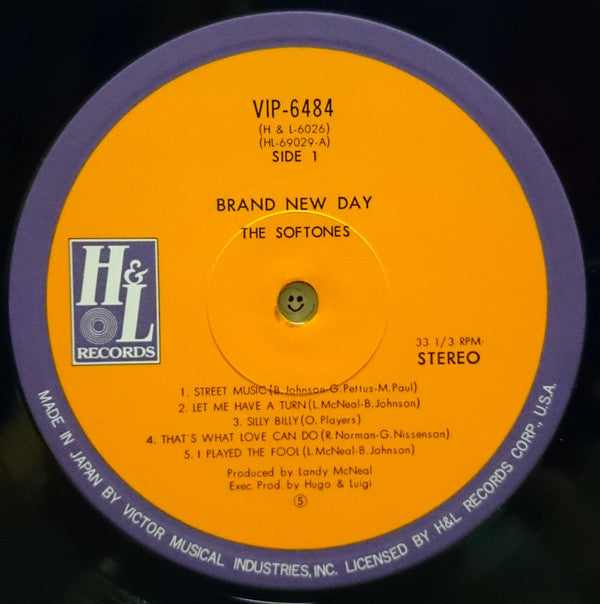 VIP-6484
(H & L-6026)
(HL-69029-A)
SIDE 1
BRAND NEW DAY
THE SOFTONES
H&L
RECORDS
33 1/3 RPM·
STEREO
1. STREET MUSIC(B. Johnson-G. Pettus-M. Paul)
2. LET ME HAVE A TURN(L.McNeal-B. Johnson)
3. SILLY BILLY(O. Players)
4. THAT'S WHAT LOVE CAN DO(R.Norman-G.Nissenson)
5. I PLAYED THE FOOL(L.McNeal-B.Johnson)
Produced by Landy McNeal
Exec. Prod. by Hugo & Luigi
⑤
MADE IN JAPAN BY VICTOR MUSICAL INDUSTRIES, INC. LICENSED BY H&L RECORDS CORP., U.S.A.